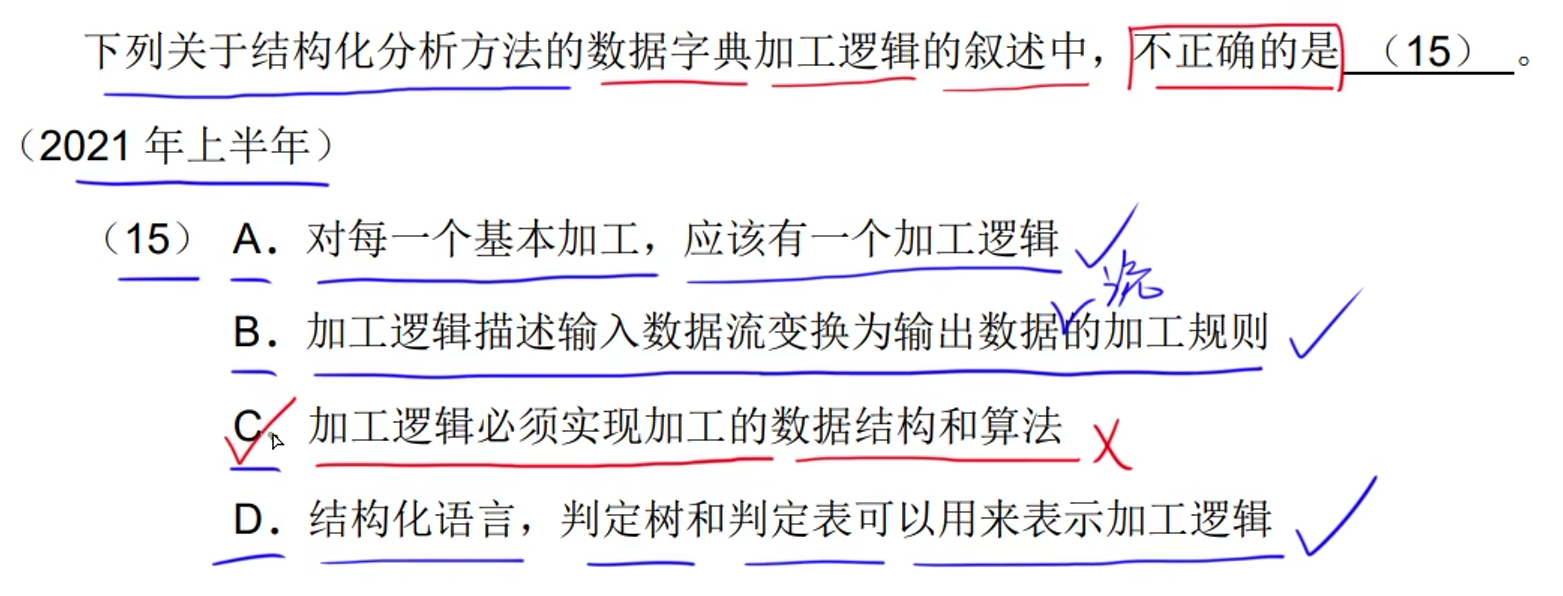 下列关于结构化分析方法的数据字典加工逻辑的叙述中，不正确的是（15）。
（2021 年上半年）
（15） A．对每一个基本加工，应该有一个加工逻辑
流
B．加工逻辑描述输入数据流变换为输出数据的加工规则
C．加工逻辑必须实现加工的数据结构和算法
D．结构化语言，判定树和判定表可以用来表示加工逻辑